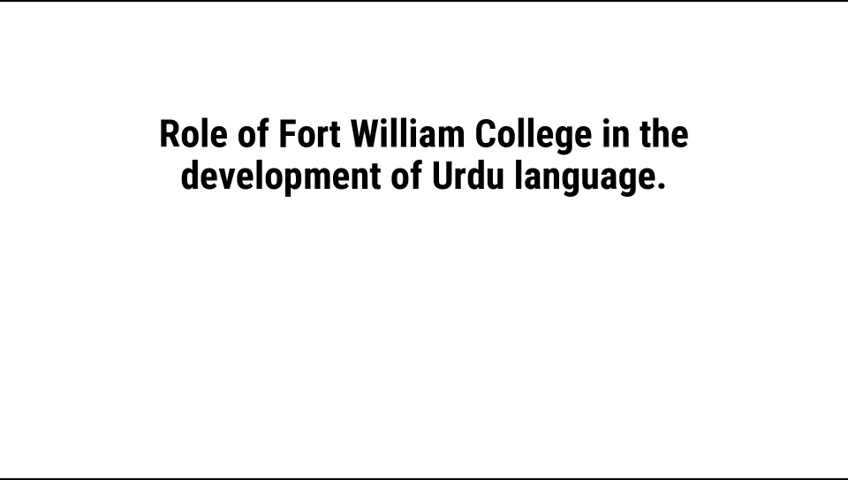 Role of Fort William College in the
development of Urdu language.